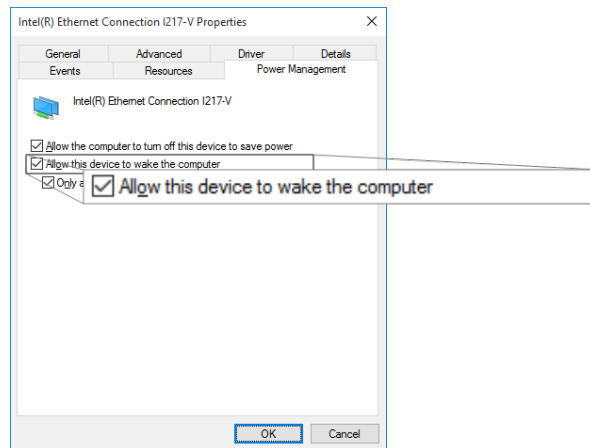 Intel(R) Ethernet Connection I217-V Properties
General Advanced Driver Details
Events Resources Power Management
Intel(R) Ethernet Connection I217-V
Allow the computer to turn off this device to save power
Allow this device to wake the computer
Only a
Allow this device to wake the computer
OK Cancel